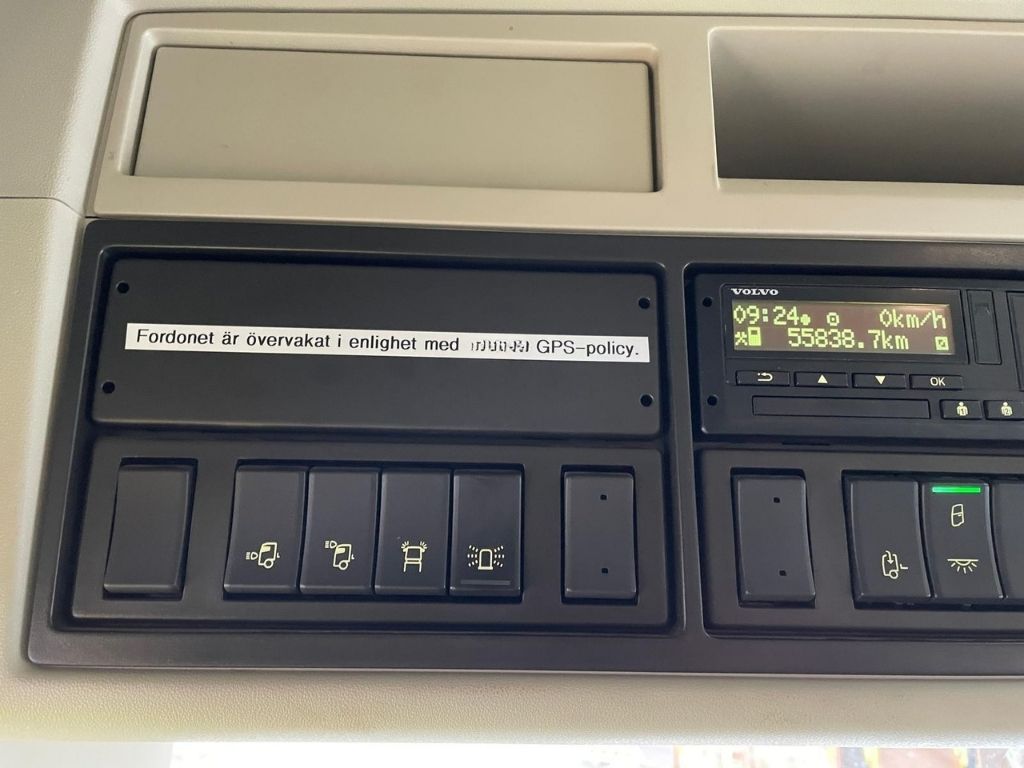 Fordonet är övervakat i enlighet med GPS-policy.
VOLVO
09:24 0km/h
55838.7km
OK